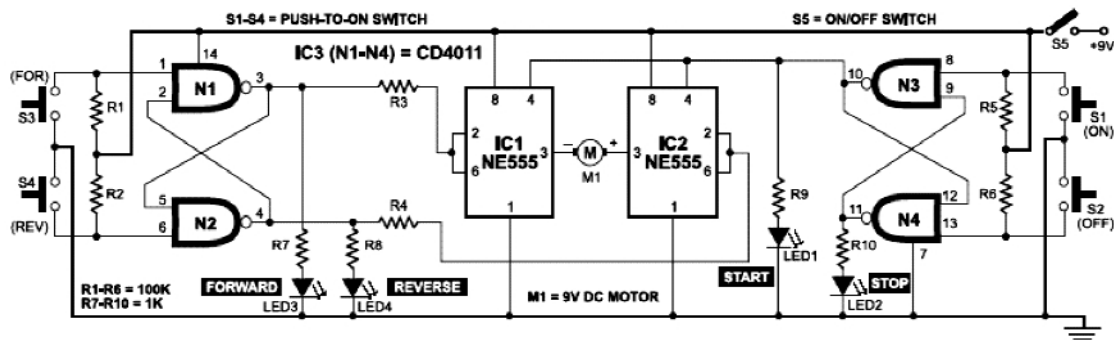 S1-S4 = PUSH-TO-ON SWITCH
S5 = ON/OFF SWITCH
S5
+9V
IC3 (N1-N4) = CD4011
(FOR)
S3
S4
(REV)
R1
R2
1
2
14
N1
3
5
6
N2
4
R3
R4
R7
R8
8
4
2
6
IC1
NE555
3
1
–
M
+
M1
8
4
3
IC2
NE555
2
6
1
R9
LED1
START
10
N3
8
9
11
N4
12
13
7
R10
LED2
STOP
R5
R6
S1
(ON)
S2
(OFF)
FORWARD
LED3
REVERSE
LED4
R1-R6 = 100K
R7-R10 = 1K
M1 = 9V DC MOTOR